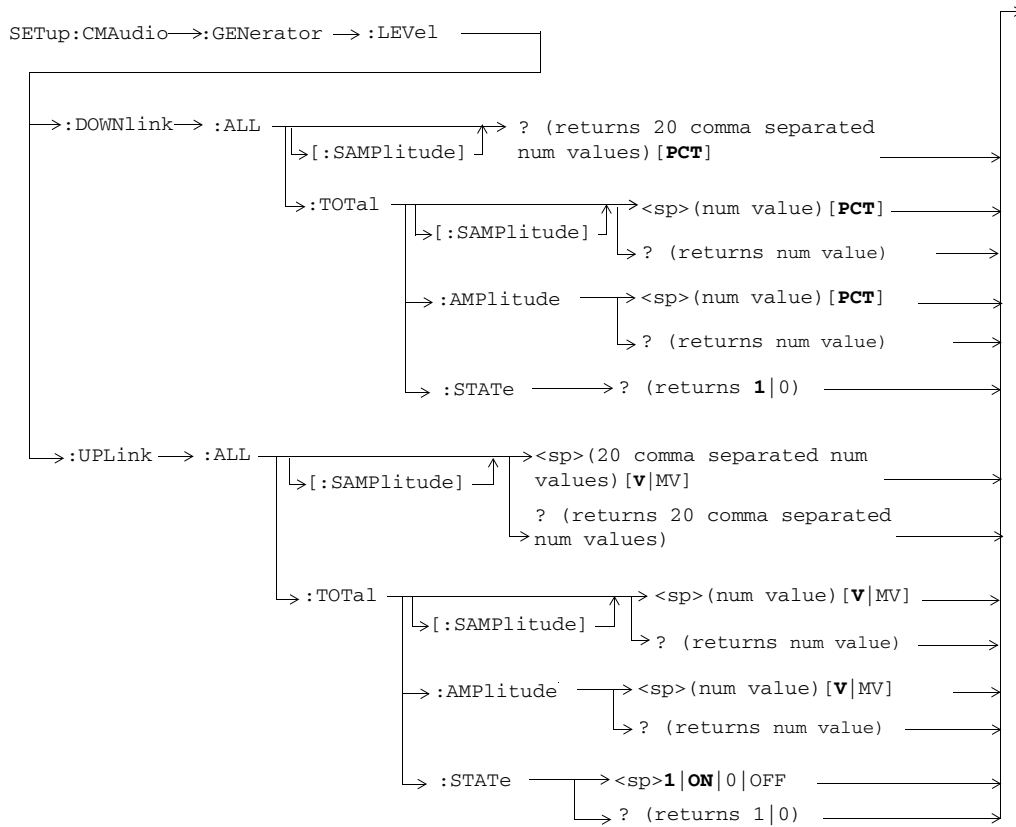 SETup:CMAudio :GENerator :LEVel
:DOWNlink :ALL ? (returns 20 comma separated
[:SAMPlitude] num values)[PCT]
:TOTal <sp>(num value)[PCT]
[:SAMPlitude]
? (returns num value)
:AMPlitude <sp>(num value)[PCT]
? (returns num value)
:STATe ? (returns 1|0)
:UPLink :ALL <sp>(20 comma separated num
[:SAMPlitude] values)[V|MV]
? (returns 20 comma separated
num values)
:TOTal <sp>(num value)[V|MV]
[:SAMPlitude]
? (returns num value)
:AMPlitude <sp>(num value)[V|MV]
? (returns num value)
:STATe <sp>1|ON|0|OFF
? (returns 1|0)